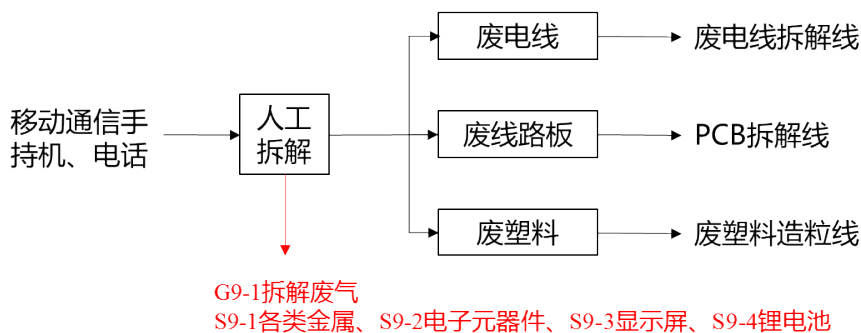 废电线
废电线拆解线
移动通信手
持机、电话
人工
拆解
废线路板
PCB拆解线
废塑料
废塑料造粒线
G9-1拆解废气
S9-1各类金属、S9-2电子元器件、S9-3显示屏、S9-4锂电池